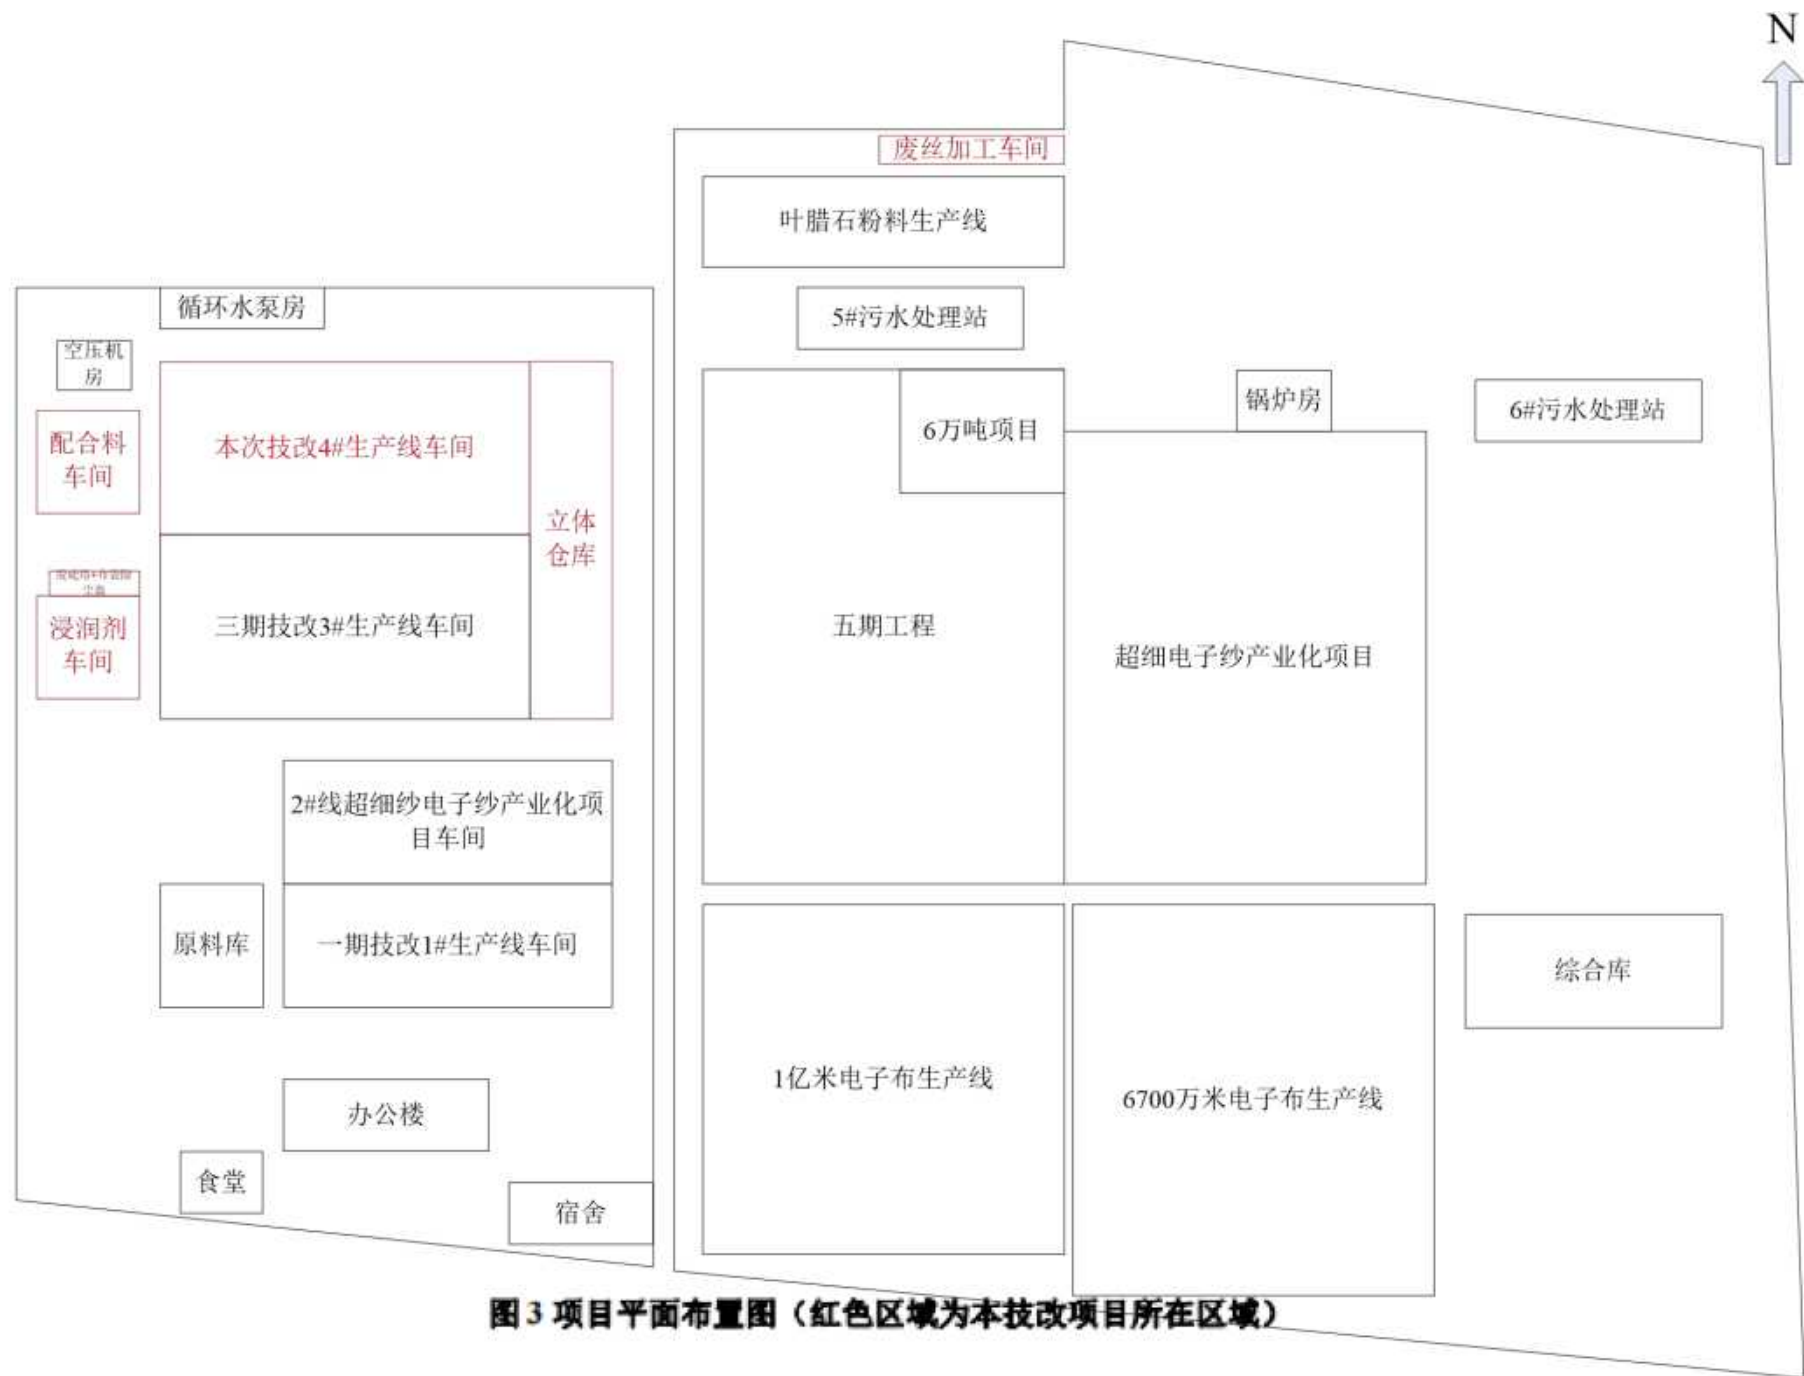 N
废丝加工车间
叶腊石粉料生产线
循环水泵房
5#污水处理站
空压机
房
6万吨项目
锅炉房
6#污水处理站
配合料
车间
本次技改4#生产线车间
立体
仓库
浸润剂
车间
三期技改3#生产线车间
五期工程
超细电子纱产业化项目
2#线超细纱电子纱产业化项
目车间
原料库
一期技改1#生产线车间
综合库
1亿米电子布生产线
6700万米电子布生产线
办公楼
食堂
宿舍
图 3 项目平面布置图（红色区域为本技改项目所在区域）